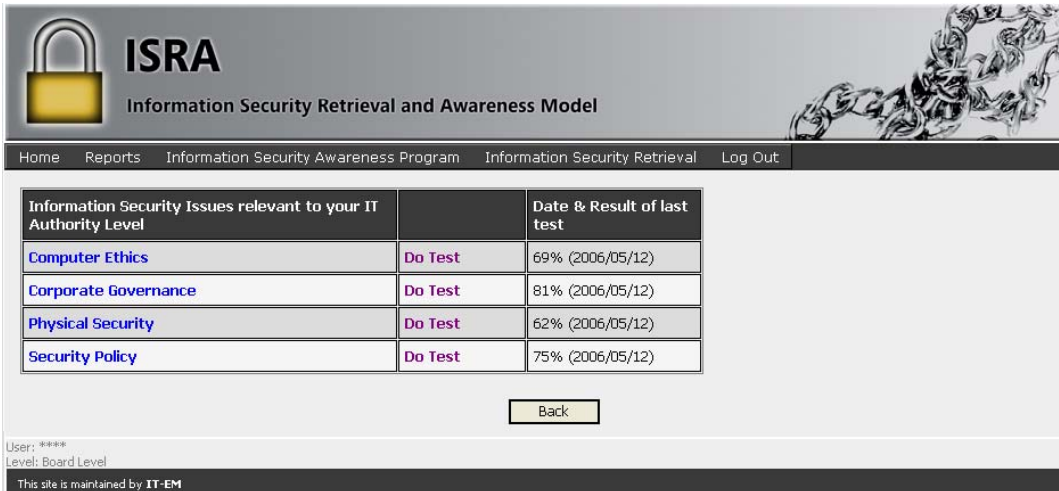 ISRA
Information Security Retrieval and Awareness Model
Home Reports Information Security Awareness Program Information Security Retrieval Log Out
Information Security Issues relevant to your IT
Authority Level
Date & Result of last
test
Computer Ethics Do Test 69% (2006/05/12)
Corporate Governance Do Test 81% (2006/05/12)
Physical Security Do Test 62% (2006/05/12)
Security Policy Do Test 75% (2006/05/12)
Back
User: ****
Level: Board Level
This site is maintained by IT-EM